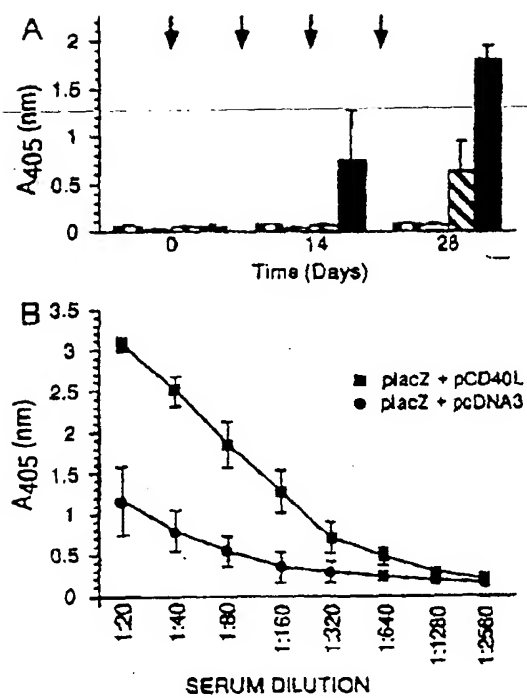 A
A405 (nm)
2
1.5
1
0.5
0
0 14 28
Time (Days)
B
A405 (nm)
3.5
3
2.5
2
1.5
1
0.5
0
placZ + pCD40L
placZ + pcDNA3
1:20 1:40 1:80 1:160 1:320 1:640 1:1280 1:2580
SERUM DILUTION